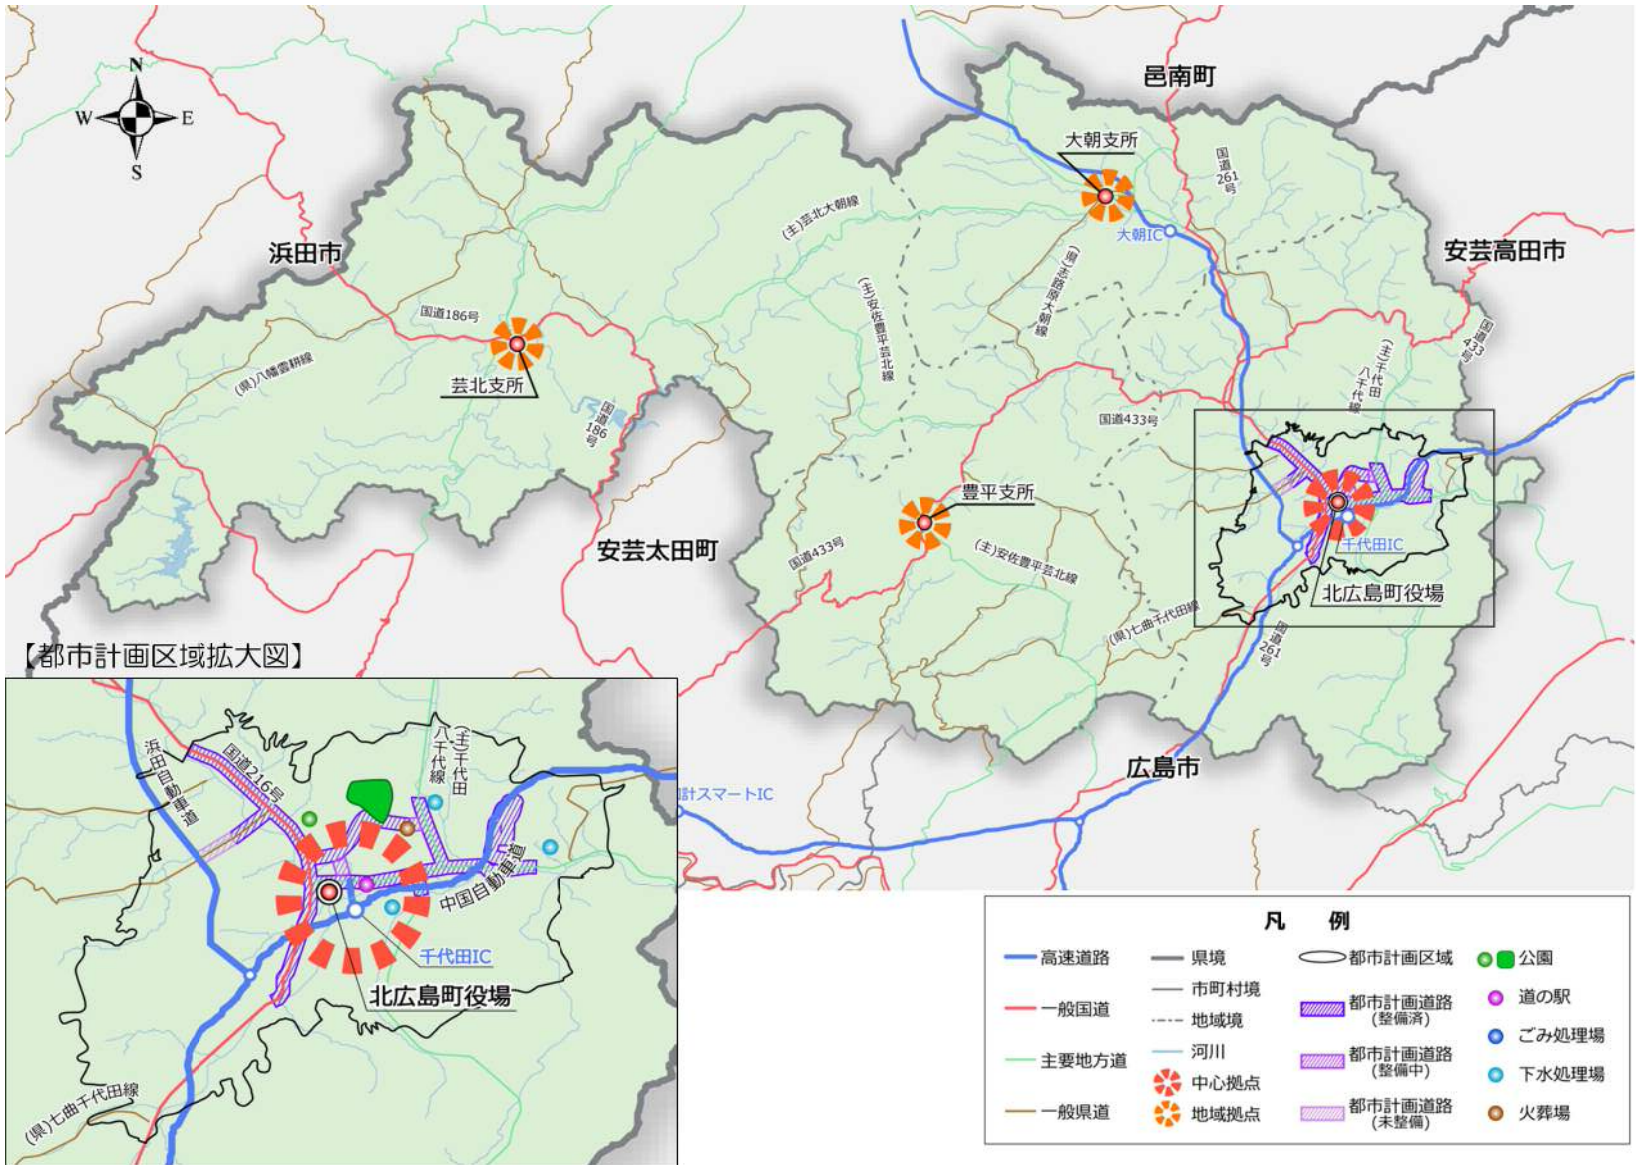 N
W
E
S
邑南町
大朝支所
国道261号
浜田市
(主)芸北大朝線
大朝IC
安芸高田市
(県)志路原大朝線
(主)安佐豊平芸北線
国道186号
国道433号
(主)千代田八千代線
(県)八幡雲耕線
芸北支所
国道186号
国道433号
豊平支所
安芸太田町
国道433号
(主)安佐豊平芸北線
千代田IC
北広島町役場
(県)七曲千代田線
国道261号
広島市
計スマートIC
【都市計画区域拡大図】
浜田自動車道
国道216号
(主)千代田八千代線
中国自動車道
千代田IC
北広島町役場
(県)七曲千代田線
凡 例
高速道路
一般国道
主要地方道
一般県道
県境
市町村境
地域境
河川
中心拠点
地域拠点
都市計画区域
都市計画道路
(整備済)
都市計画道路
(整備中)
都市計画道路
(未整備)
公園
道の駅
ごみ処理場
下水処理場
火葬場